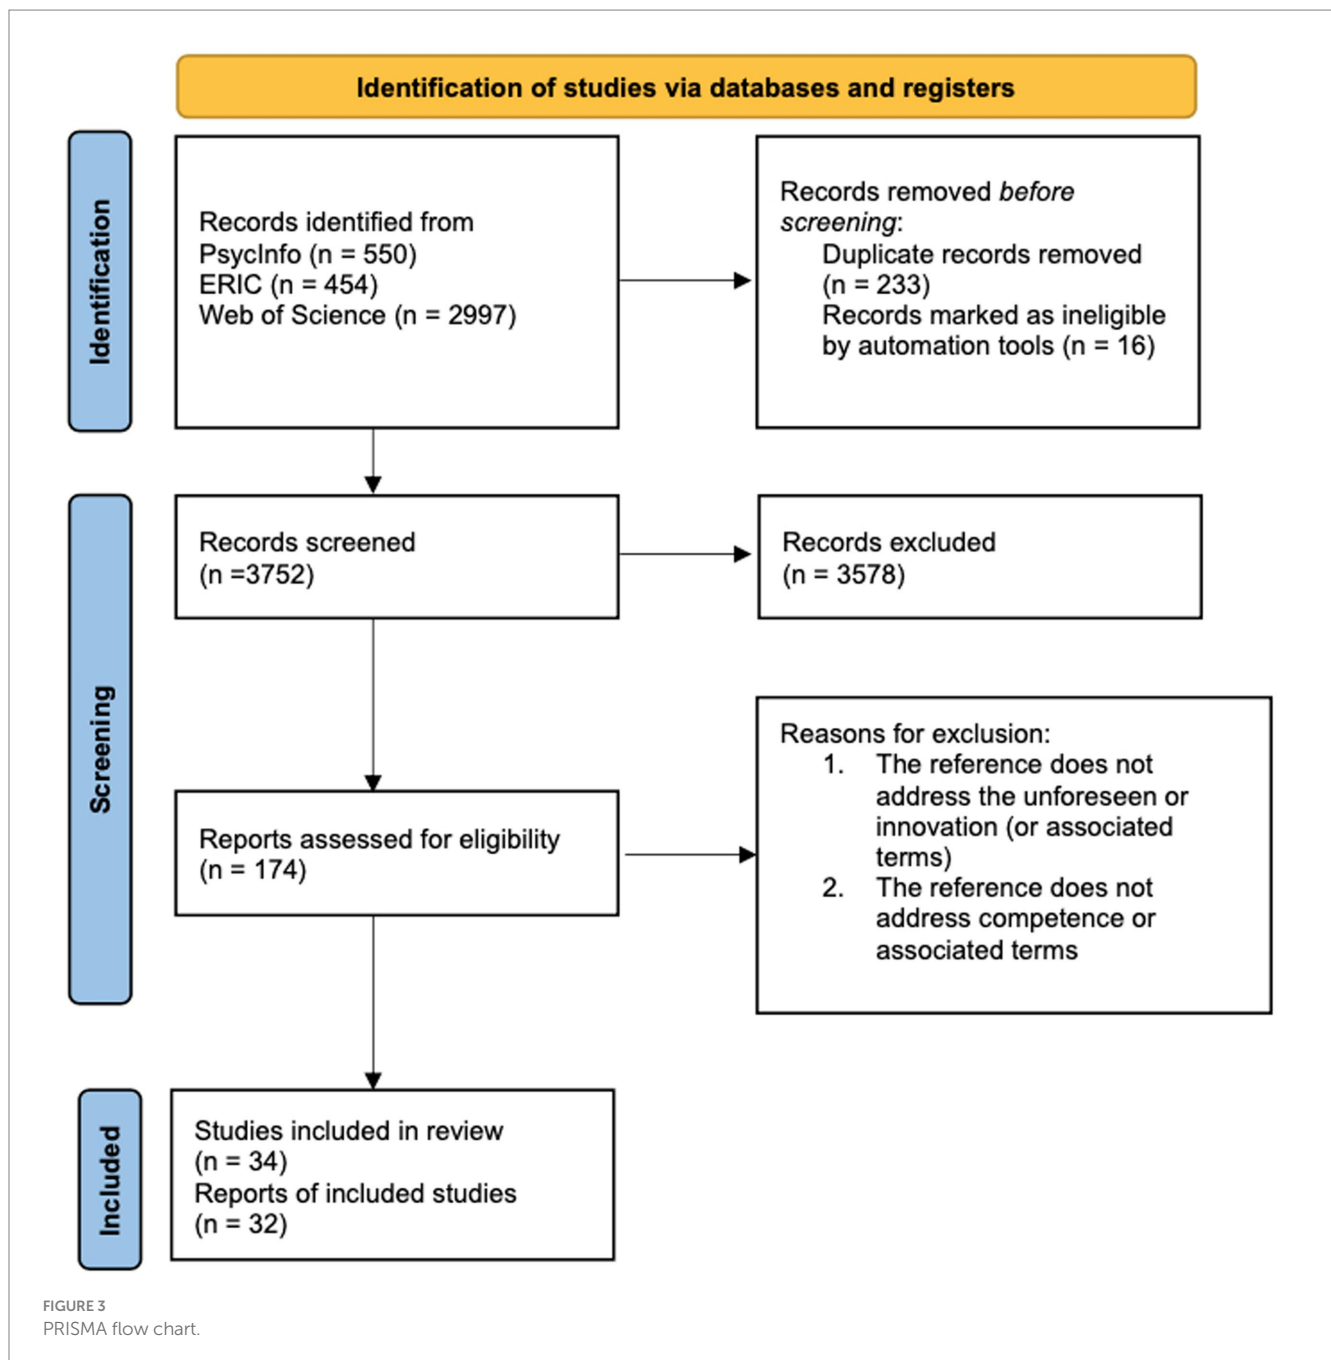 Identification of studies via databases and registers
Identification
Records identified from
PsycInfo (n = 550)
ERIC (n = 454)
Web of Science (n = 2997)
Records removed before
screening:
Duplicate records removed
(n = 233)
Records marked as ineligible
by automation tools (n = 16)
Screening
Records screened
(n =3752)
Records excluded
(n = 3578)
Reports assessed for eligibility
(n = 174)
Reasons for exclusion:
1. The reference does not
address the unforeseen or
innovation (or associated
terms)
2. The reference does not
address competence or
associated terms
Included
Studies included in review
(n = 34)
Reports of included studies
(n = 32)
FIGURE 3
PRISMA flow chart.